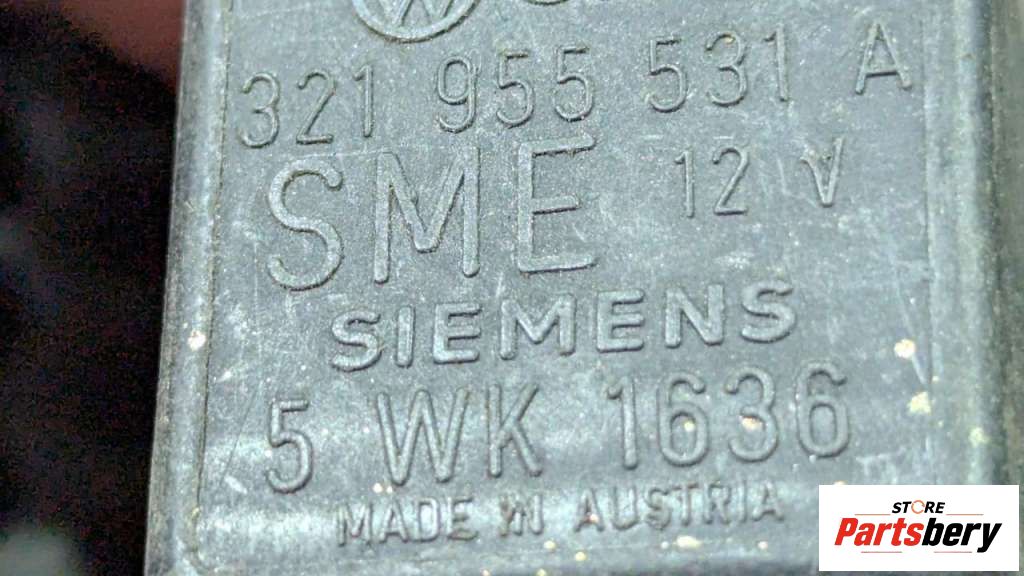 321 955 531 A
SME 12 V
SIEMENS
5 WK 1636
MADE IN AUSTRIA
STORE
Partsbery